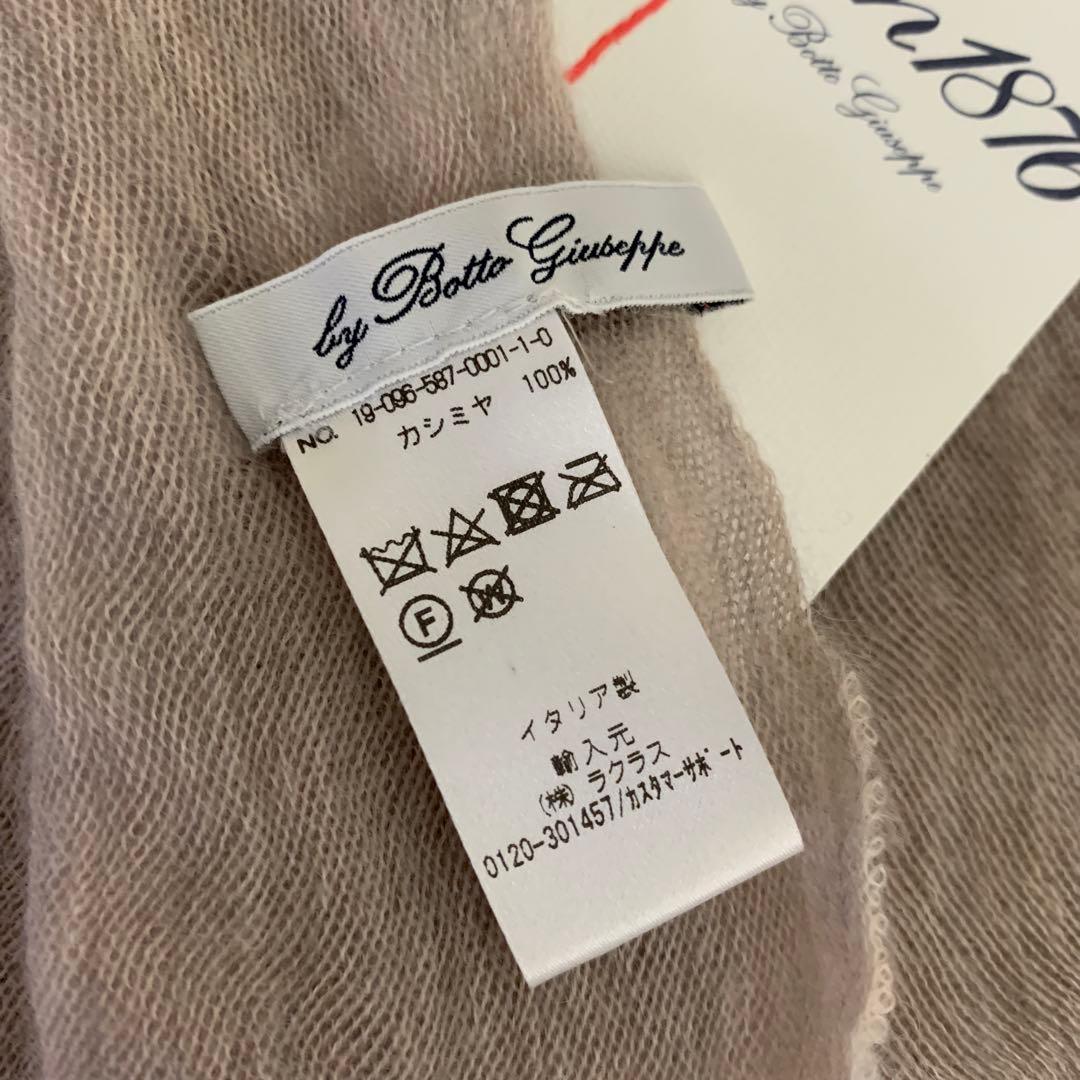 n1876
by Botto Giuseppe
by Botto Giuseppe
NO. 19-096-587-0001-1-0
カシミヤ 100%
F W
イタリア製
輸入元
(株) ラクラス
0120-301457/カスタマーサポート